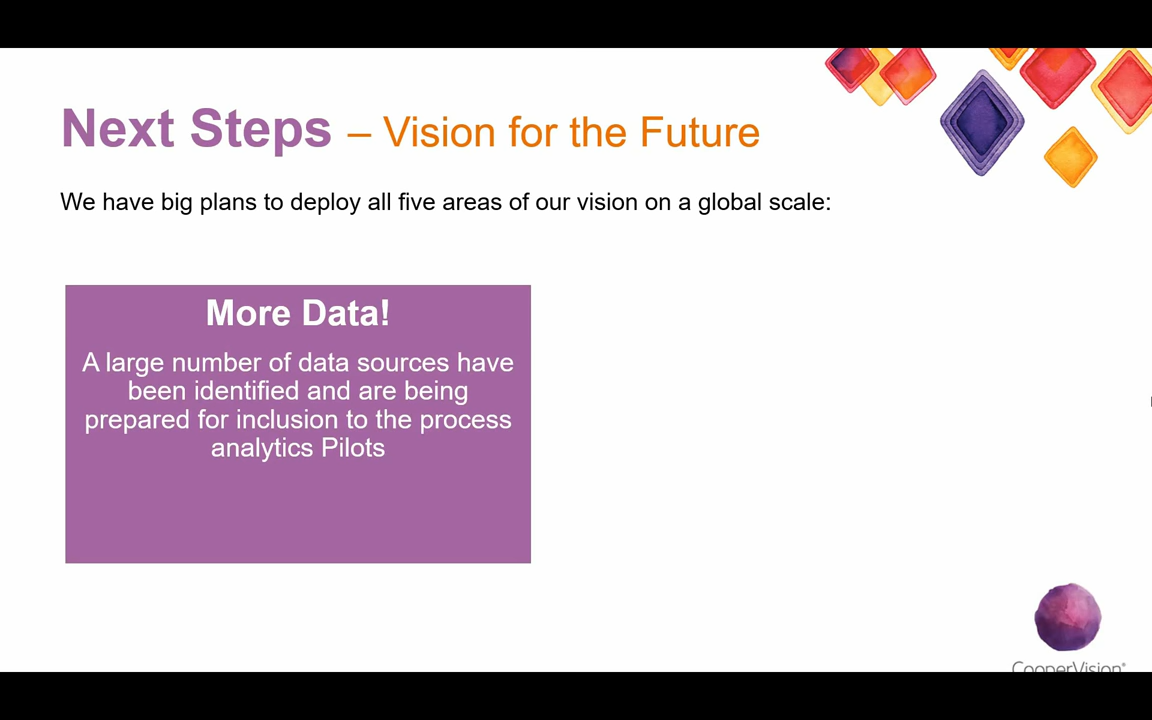 Next Steps – Vision for the Future
We have big plans to deploy all five areas of our vision on a global scale:
More Data!
A large number of data sources have
been identified and are being
prepared for inclusion to the process
analytics Pilots
CooperVision®